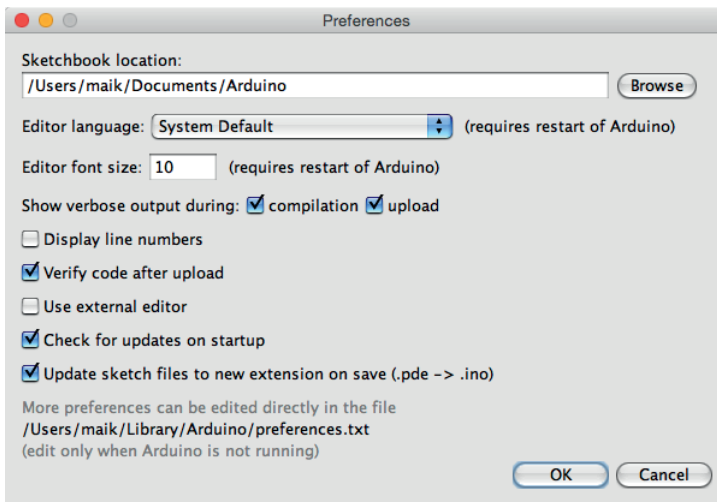 Preferences
Sketchbook location:
/Users/maik/Documents/Arduino Browse
Editor language: System Default (requires restart of Arduino)
Editor font size: 10 (requires restart of Arduino)
Show verbose output during: compilation upload
Display line numbers
Verify code after upload
Use external editor
Check for updates on startup
Update sketch files to new extension on save (.pde -> .ino)
More preferences can be edited directly in the file
/Users/maik/Library/Arduino/preferences.txt
(edit only when Arduino is not running)
OK Cancel